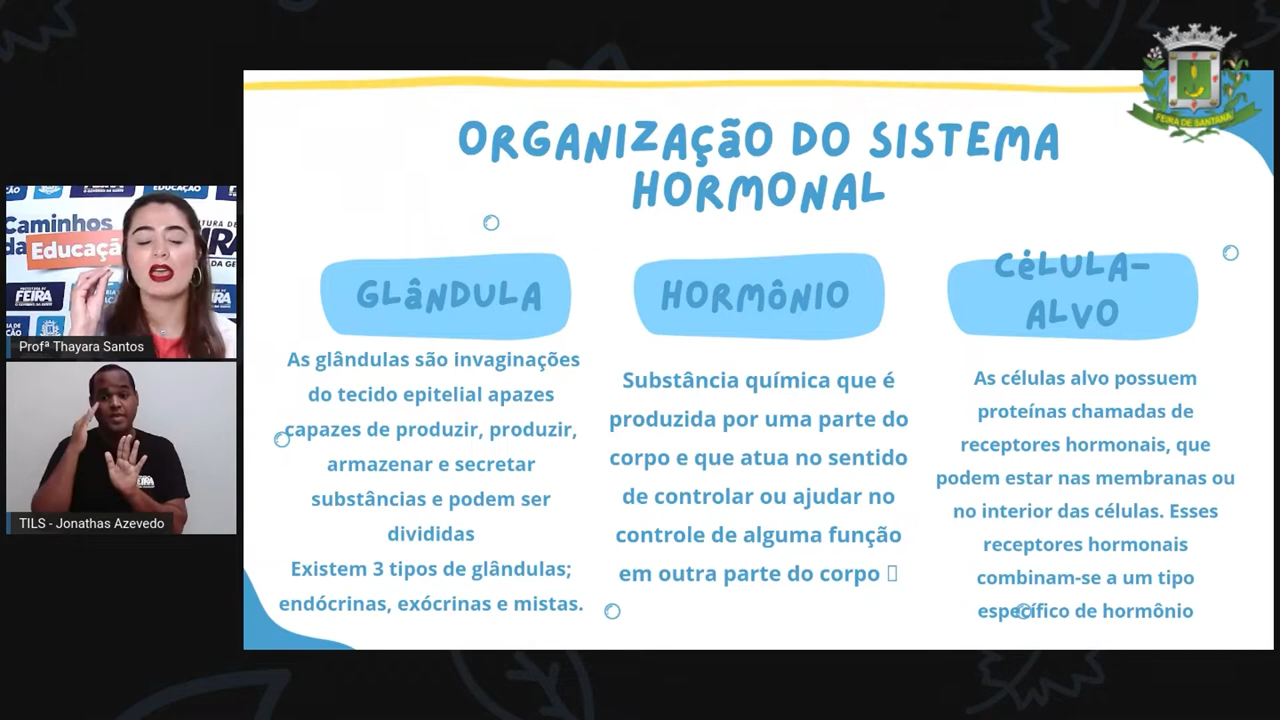 ORGANIZAÇÃO DO SISTEMA
HORMONAL
FEIRA DE SANTANA
GLÂNDULA
As glândulas são invaginações
do tecido epitelial apazes
capazes de produzir, produzir,
armazenar e secretar
substâncias e podem ser
divididas
Existem 3 tipos de glândulas;
endócrinas, exócrinas e mistas.
HORMÔNIO
Substância química que é
produzida por uma parte do
corpo e que atua no sentido
de controlar ou ajudar no
controle de alguma função
em outra parte do corpo
CÉLULA-
ALVO
As células alvo possuem
proteínas chamadas de
receptores hormonais, que
podem estar nas membranas ou
no interior das células. Esses
receptores hormonais
combinam-se a um tipo
específico de hormônio
EDUCAÇÃO
Caminhos
da Educaçã
PREFEITURA DE
FEIRA
Profª Thayara Santos
TILS - Jonathas Azevedo